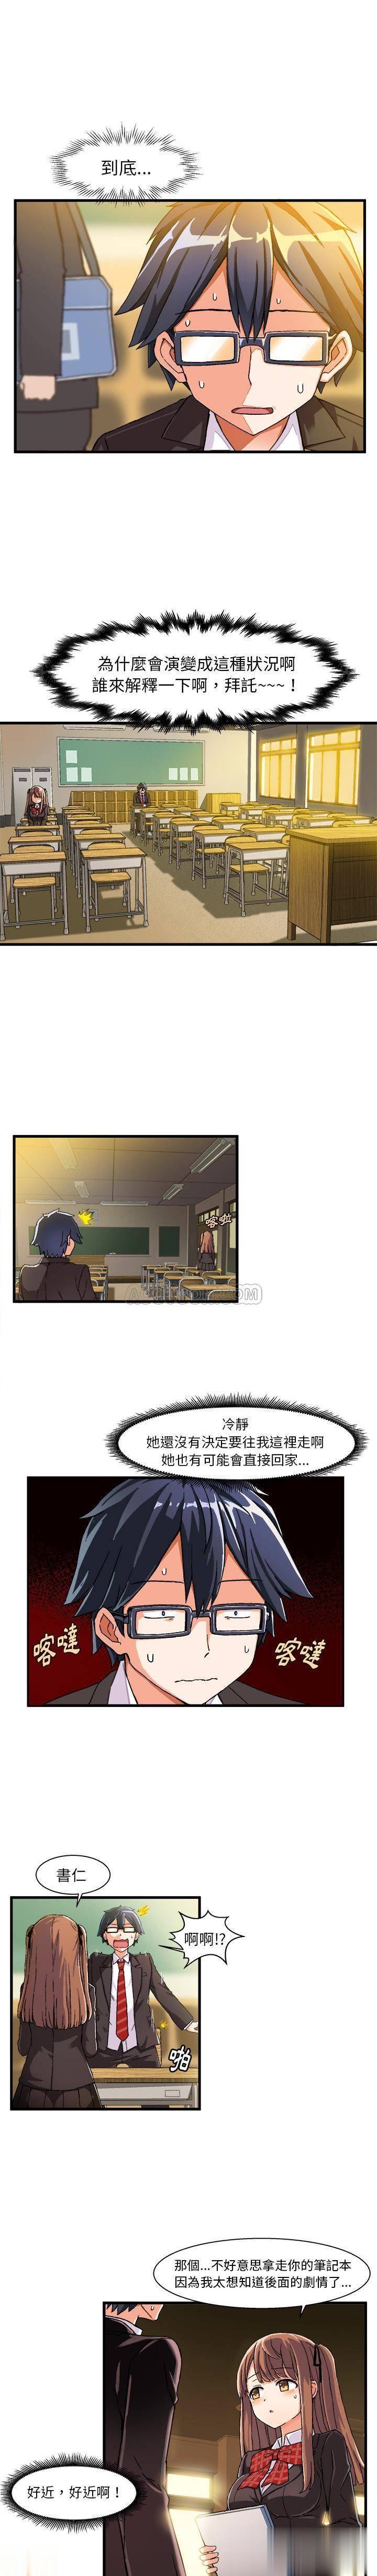 到底...
為什麼會演變成這種狀況啊
誰來解釋一下啊，拜託~~~！
喀啦
冷靜
她還沒有決定要往我這裡走啊
她也有可能會直接回家...
喀噠
喀噠
書仁
啊啊!?
啪
那個...不好意思拿走你的筆記本
因為我太想知道後面的劇情了...
好近，好近啊！